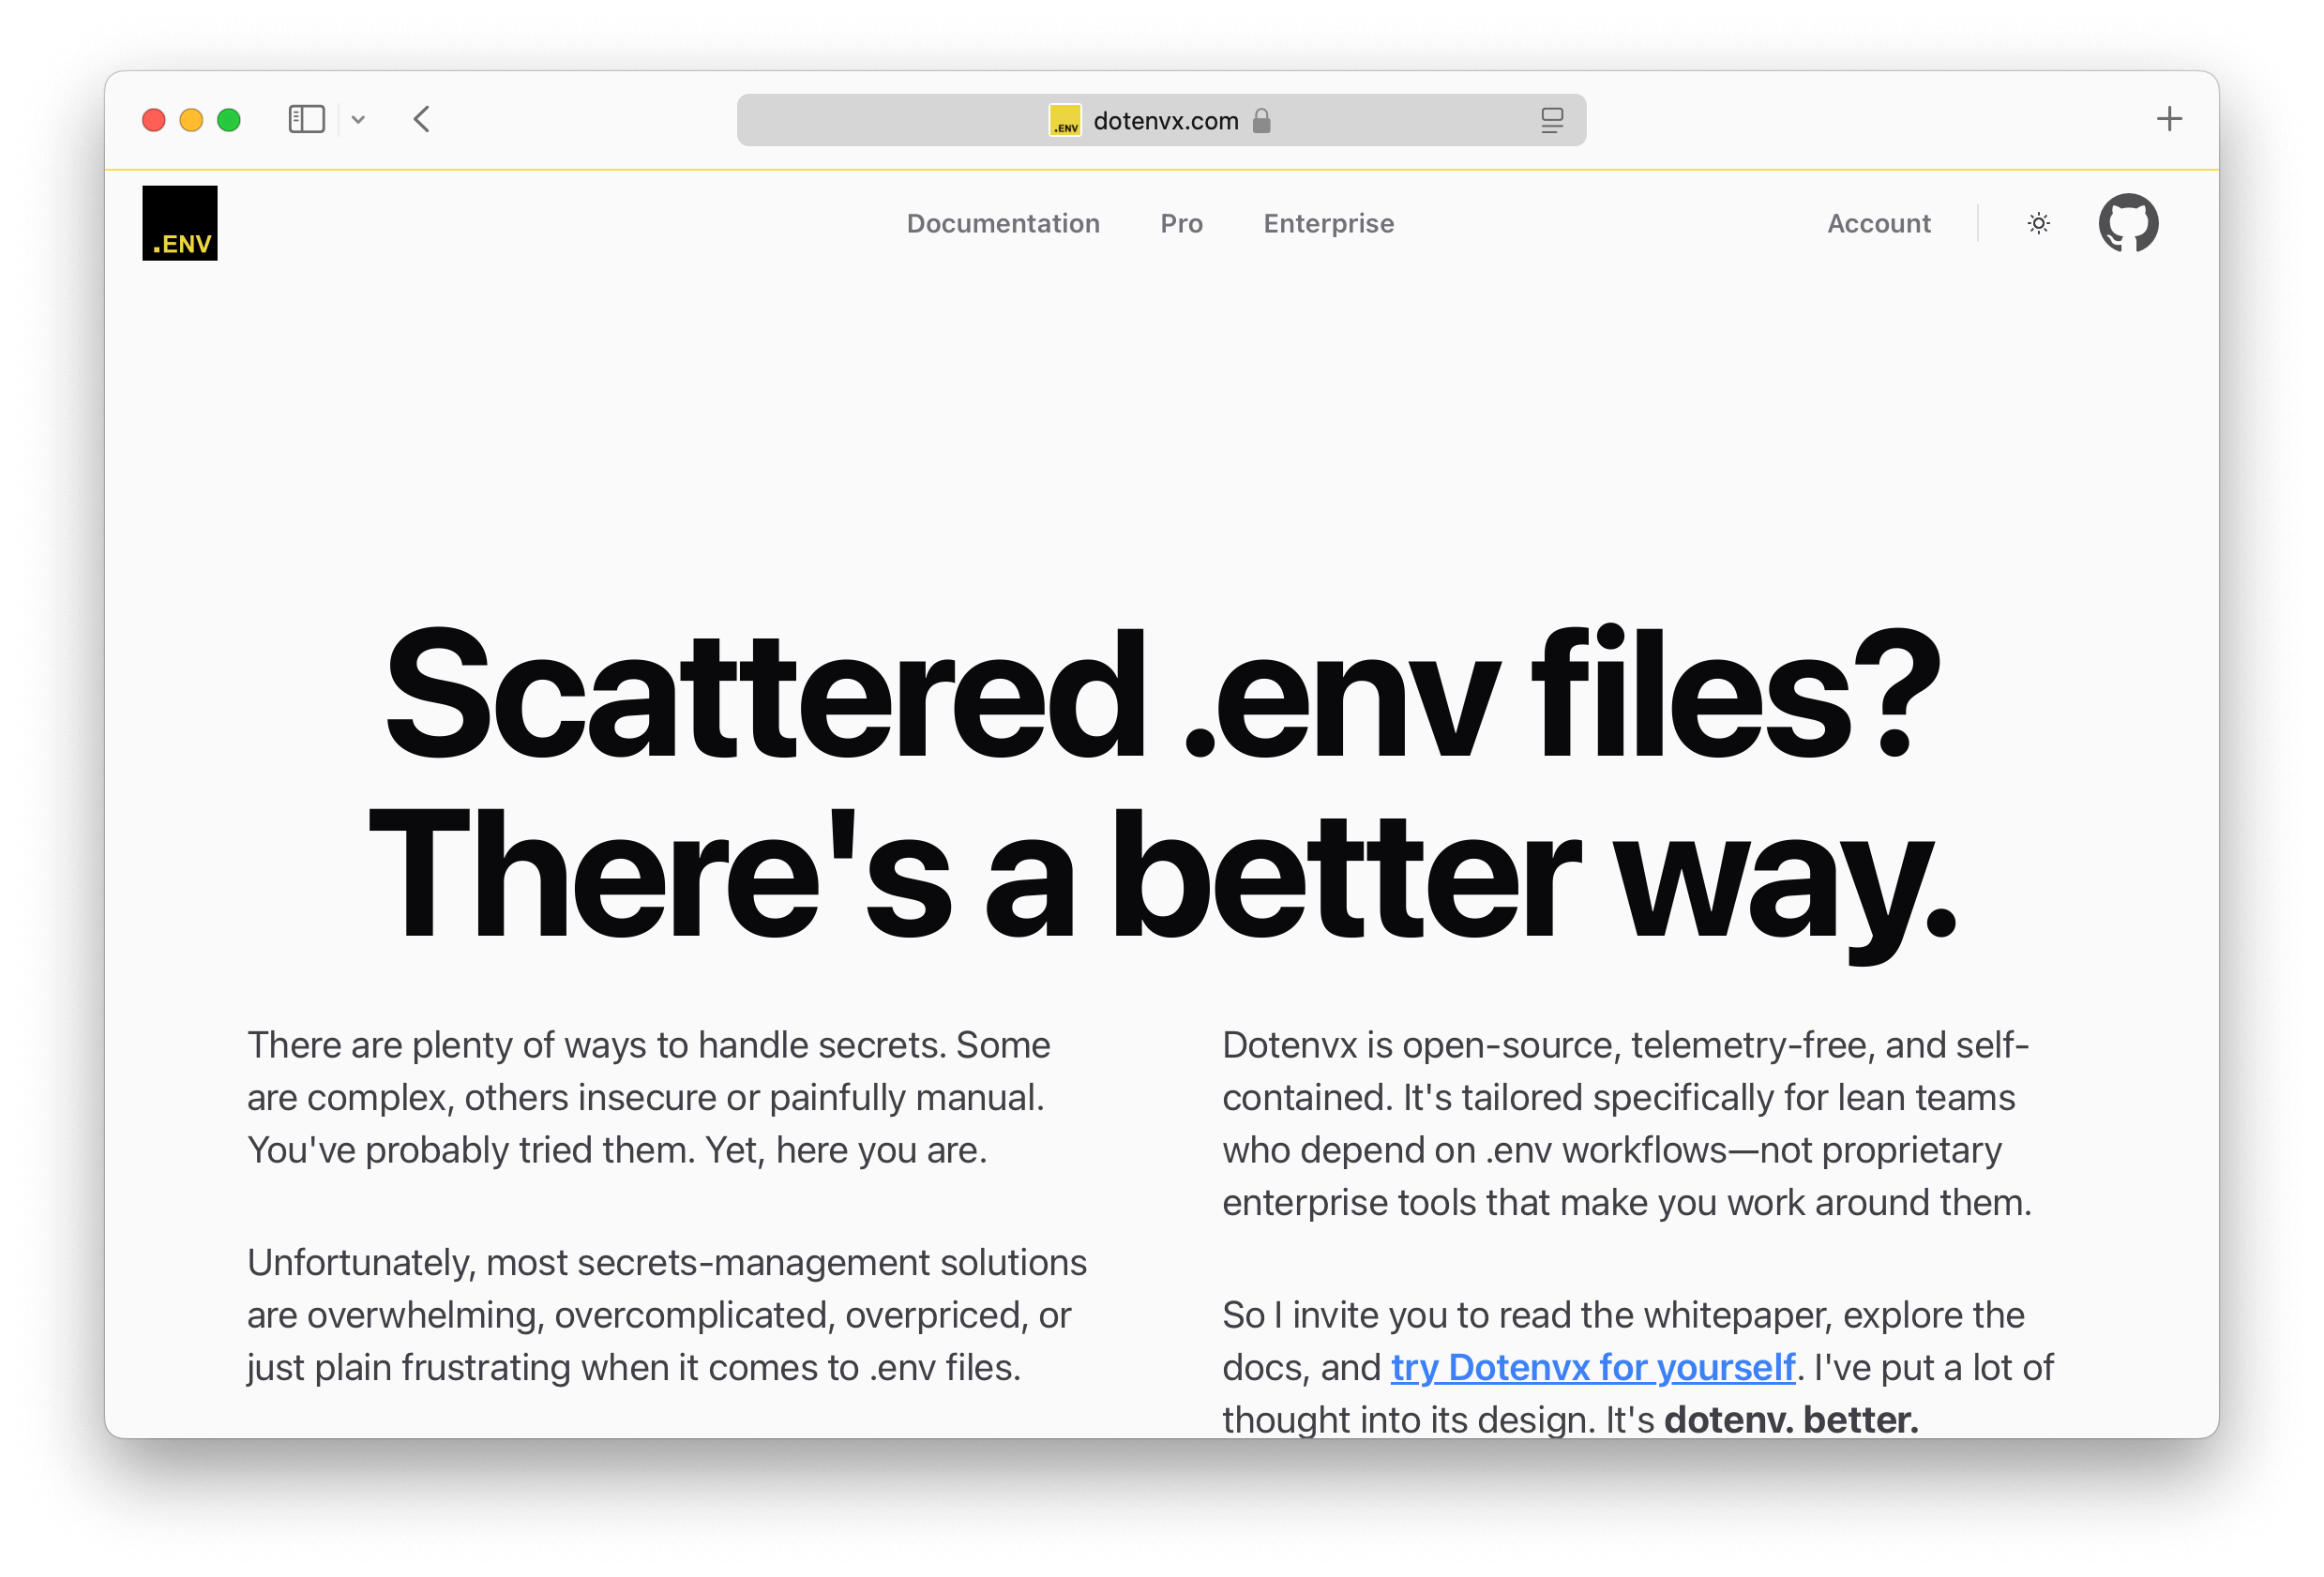 .ENV dotenvx.com
.ENV
Documentation Pro Enterprise
Account
Scattered .env files?
There's a better way.
There are plenty of ways to handle secrets. Some
are complex, others insecure or painfully manual.
You've probably tried them. Yet, here you are.
Unfortunately, most secrets-management solutions
are overwhelming, overcomplicated, overpriced, or
just plain frustrating when it comes to .env files.
Dotenvx is open-source, telemetry-free, and self-
contained. It's tailored specifically for lean teams
who depend on .env workflows—not proprietary
enterprise tools that make you work around them.
So I invite you to read the whitepaper, explore the
docs, and try Dotenvx for yourself. I've put a lot of
thought into its design. It's dotenv. better.